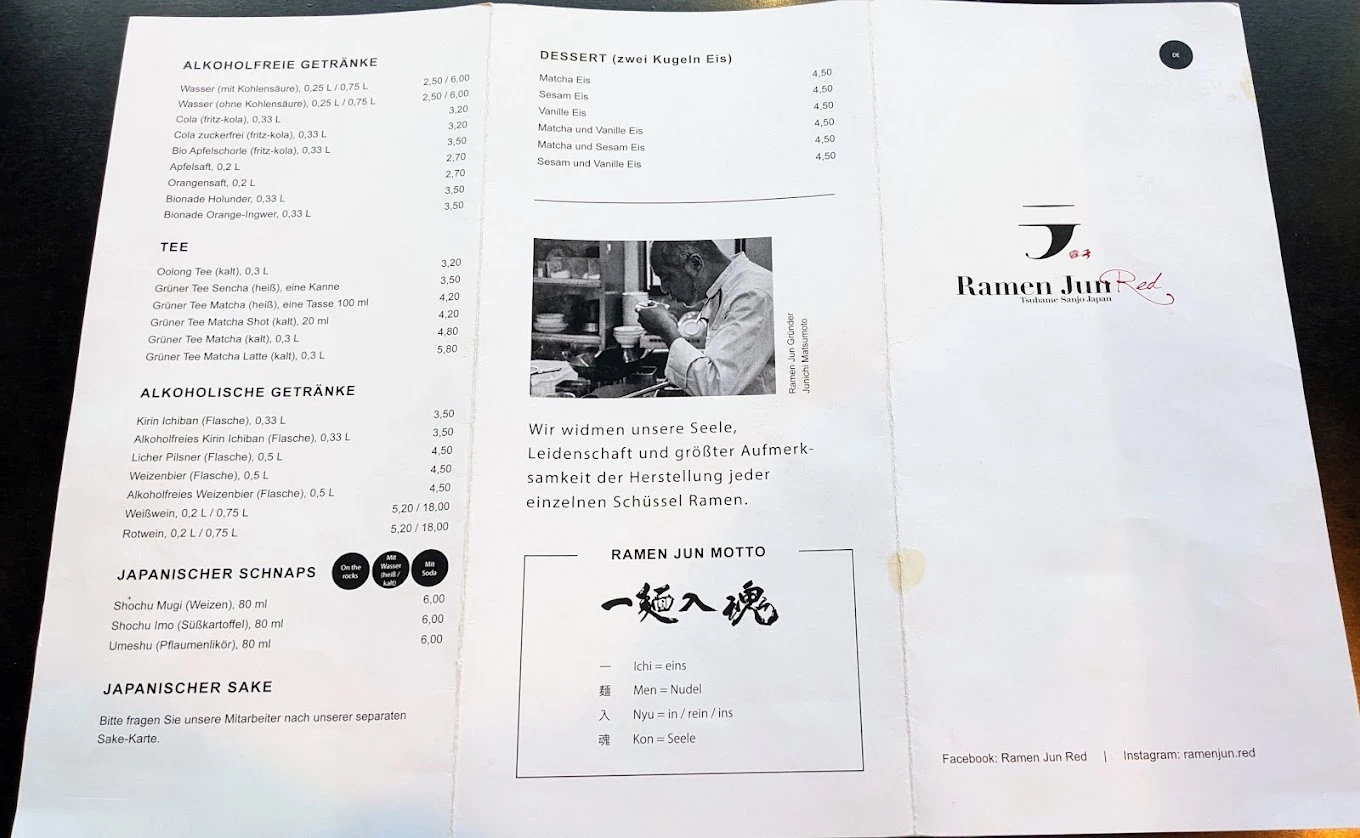 ALKOHOLFREIE GETRÄNKE
Wasser (mit Kohlensäure), 0,25 L / 0,75 L 2,50 / 6,00
Wasser (ohne Kohlensäure), 0,25 L / 0,75 L 2,50 / 6,00
Cola (fritz-kola), 0,33 L 3,20
Cola zuckerfrei (fritz-kola), 0,33 L 3,20
Bio Apfelschorle (fritz-kola), 0,33 L 3,50
Apfelsaft, 0,2 L 2,70
Orangensaft, 0,2 L 2,70
Bionade Holunder, 0,33 L 3,50
Bionade Orange-Ingwer, 0,33 L 3,50
TEE
Oolong Tee (kalt), 0,3 L 3,20
Grüner Tee Sencha (heiß), eine Kanne 3,50
Grüner Tee Matcha (heiß), eine Tasse 100 ml 4,20
Grüner Tee Matcha Shot (kalt), 20 ml 4,20
Grüner Tee Matcha (kalt), 0,3 L 4,80
Grüner Tee Matcha Latte (kalt), 0,3 L 5,80
ALKOHOLISCHE GETRÄNKE
Kirin Ichiban (Flasche), 0,33 L 3,50
Alkoholfreies Kirin Ichiban (Flasche), 0,33 L 3,50
Licher Pilsner (Flasche), 0,5 L 4,50
Weizenbier (Flasche), 0,5 L 4,50
Alkoholfreies Weizenbier (Flasche), 0,5 L 4,50
Weißwein, 0,2 L / 0,75 L 5,20 / 18,00
Rotwein, 0,2 L / 0,75 L 5,20 / 18,00
JAPANISCHER SCHNAPS
On the
rocks
Mit
Wasser
(heiß /
kalt)
Mit
Soda
Shochu Mugi (Weizen), 80 ml 6,00
Shochu Imo (Süßkartoffel), 80 ml 6,00
Umeshu (Pflaumenlikör), 80 ml 6,00
JAPANISCHER SAKE
Bitte fragen Sie unsere Mitarbeiter nach unserer separaten
Sake-Karte.
DESSERT (zwei Kugeln Eis)
Matcha Eis 4,50
Sesam Eis 4,50
Vanille Eis 4,50
Matcha und Vanille Eis 4,50
Matcha und Sesam Eis 4,50
Sesam und Vanille Eis 4,50
Ramen Jun Gründer
Junichi Matsumoto
Wir widmen unsere Seele,
Leidenschaft und größter Aufmerk-
samkeit der Herstellung jeder
einzelnen Schüssel Ramen.
RAMEN JUN MOTTO
一麺入魂
一 Ichi = eins
麺 Men = Nudel
入 Nyu = in / rein / ins
魂 Kon = Seele
DE
Ramen Jun Red
Tsubame Sanjo Japan
Facebook: Ramen Jun Red | Instagram: ramenjun.red